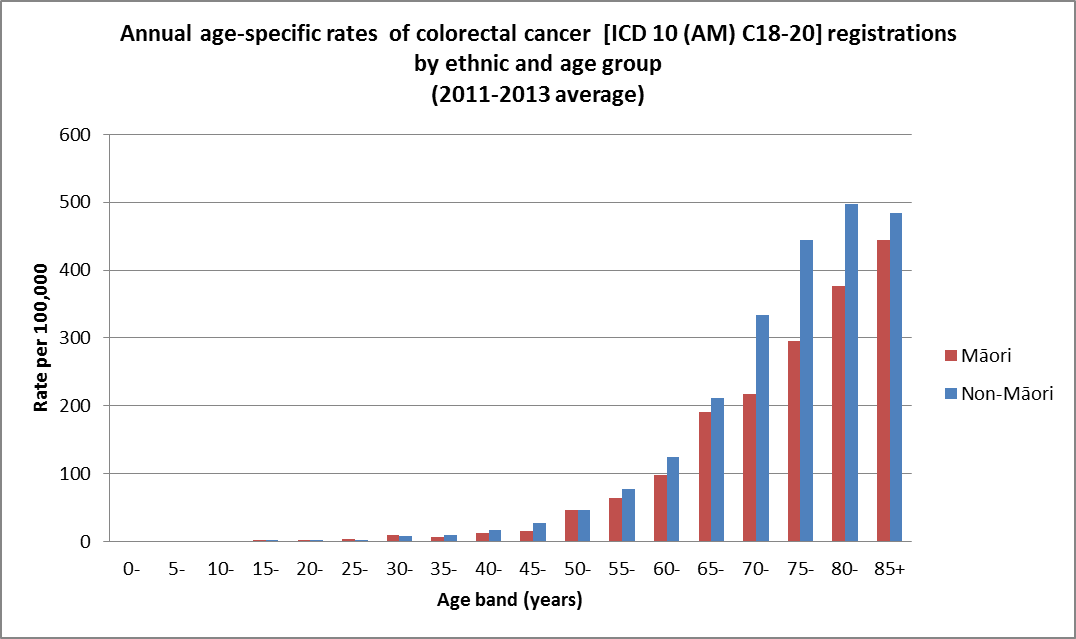 Annual age-specific rates of colorectal cancer [ICD 10 (AM) C18-20] registrations
by ethnic and age group
(2011-2013 average)
600
500
400
300
200
100
0
Rate per 100,000
0- 5- 10- 15- 20- 25- 30- 35- 40- 45- 50- 55- 60- 65- 70- 75- 80- 85+
Age band (years)
Māori
Non-Māori